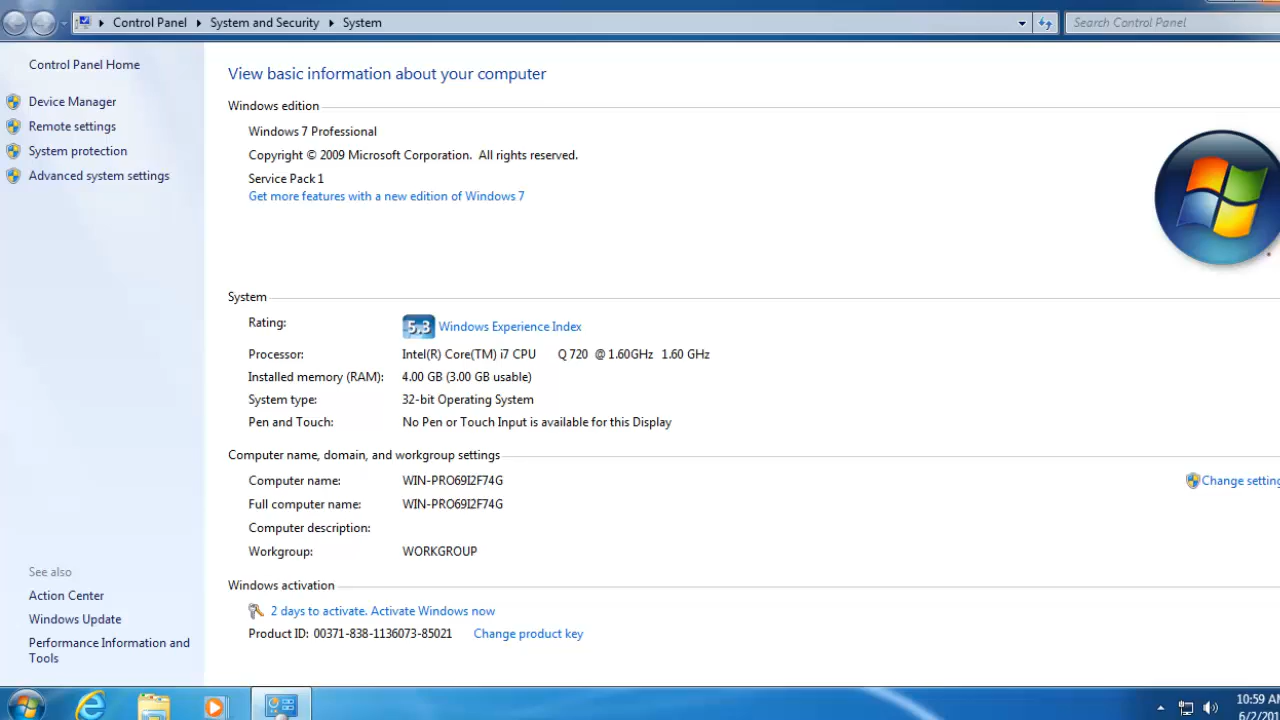 Control Panel System and Security System
Search Control Panel
Control Panel Home
Device Manager
Remote settings
System protection
Advanced system settings
See also
Action Center
Windows Update
Performance Information and
Tools
View basic information about your computer
Windows edition
Windows 7 Professional
Copyright © 2009 Microsoft Corporation. All rights reserved.
Service Pack 1
Get more features with a new edition of Windows 7
System
Rating: 5.3 Windows Experience Index
Processor: Intel(R) Core(TM) i7 CPU Q 720 @ 1.60GHz 1.60 GHz
Installed memory (RAM): 4.00 GB (3.00 GB usable)
System type: 32-bit Operating System
Pen and Touch: No Pen or Touch Input is available for this Display
Computer name, domain, and workgroup settings
Computer name: WIN-PRO69I2F74G
Change setting
Full computer name: WIN-PRO69I2F74G
Computer description:
Workgroup: WORKGROUP
Windows activation
2 days to activate. Activate Windows now
Product ID: 00371-838-1136073-85021 Change product key
10:59 A
6/2/201